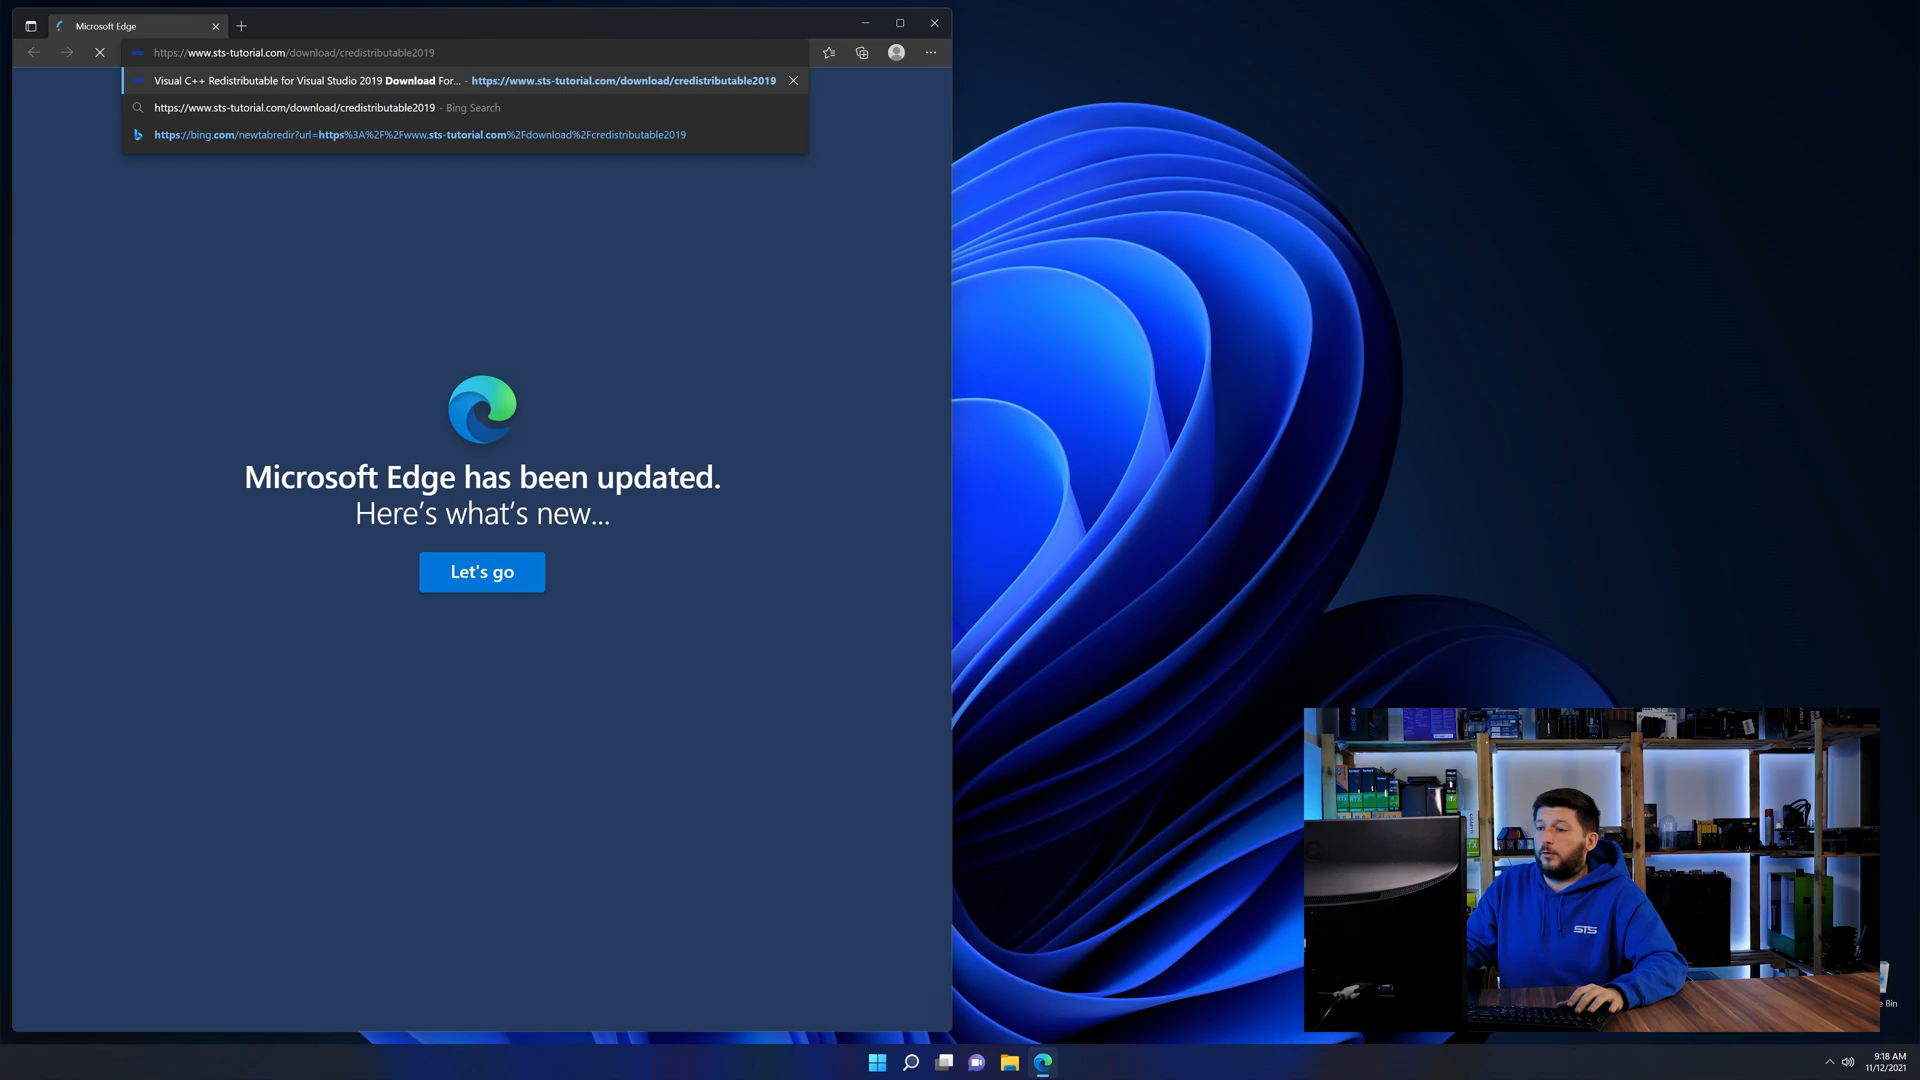 Microsoft Edge
https://www.sts-tutorial.com/download/credistributable2019
Visual C++ Redistributable for Visual Studio 2019 Download For... - https://www.sts-tutorial.com/download/credistributable2019
https://www.sts-tutorial.com/download/credistributable2019 - Bing Search
https://bing.com/newtabredir?url=https%3A%2F%2Fwww.sts-tutorial.com%2Fdownload%2Fcredistributable2019
Microsoft Edge has been updated.
Here's what's new...
Let's go
STS
e Bin
9:18 AM
11/12/2021